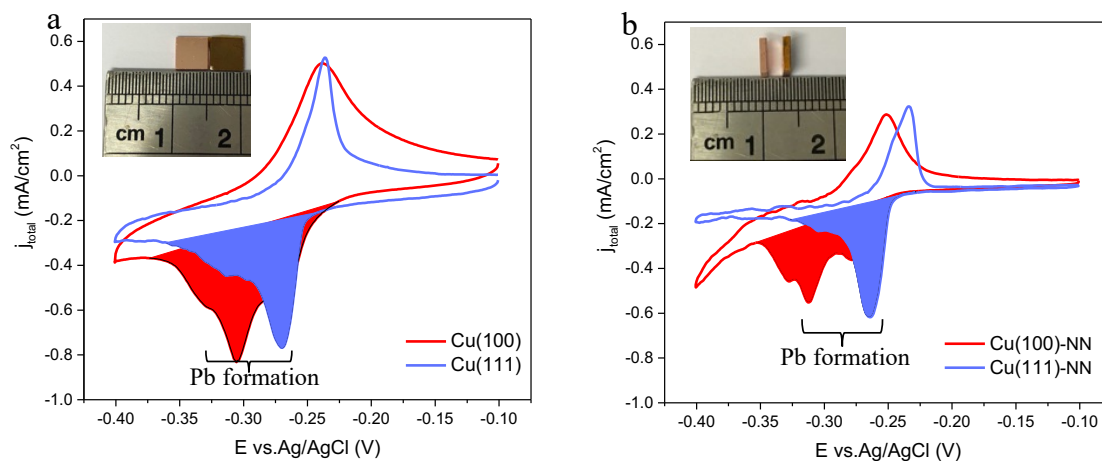 a
0.6
0.4
0.2
0.0
-0.2
-0.4
-0.6
-0.8
-1.0
j_total (mA/cm²)
cm 1 2
Pb formation
Cu(100)
Cu(111)
-0.40 -0.35 -0.30 -0.25 -0.20 -0.15 -0.10
E vs.Ag/AgCl (V)
b
0.6
0.4
0.2
0.0
-0.2
-0.4
-0.6
-0.8
-1.0
j_total (mA/cm²)
cm 1 2
Pb formation
Cu(100)-NN
Cu(111)-NN
-0.40 -0.35 -0.30 -0.25 -0.20 -0.15 -0.10
E vs.Ag/AgCl (V)